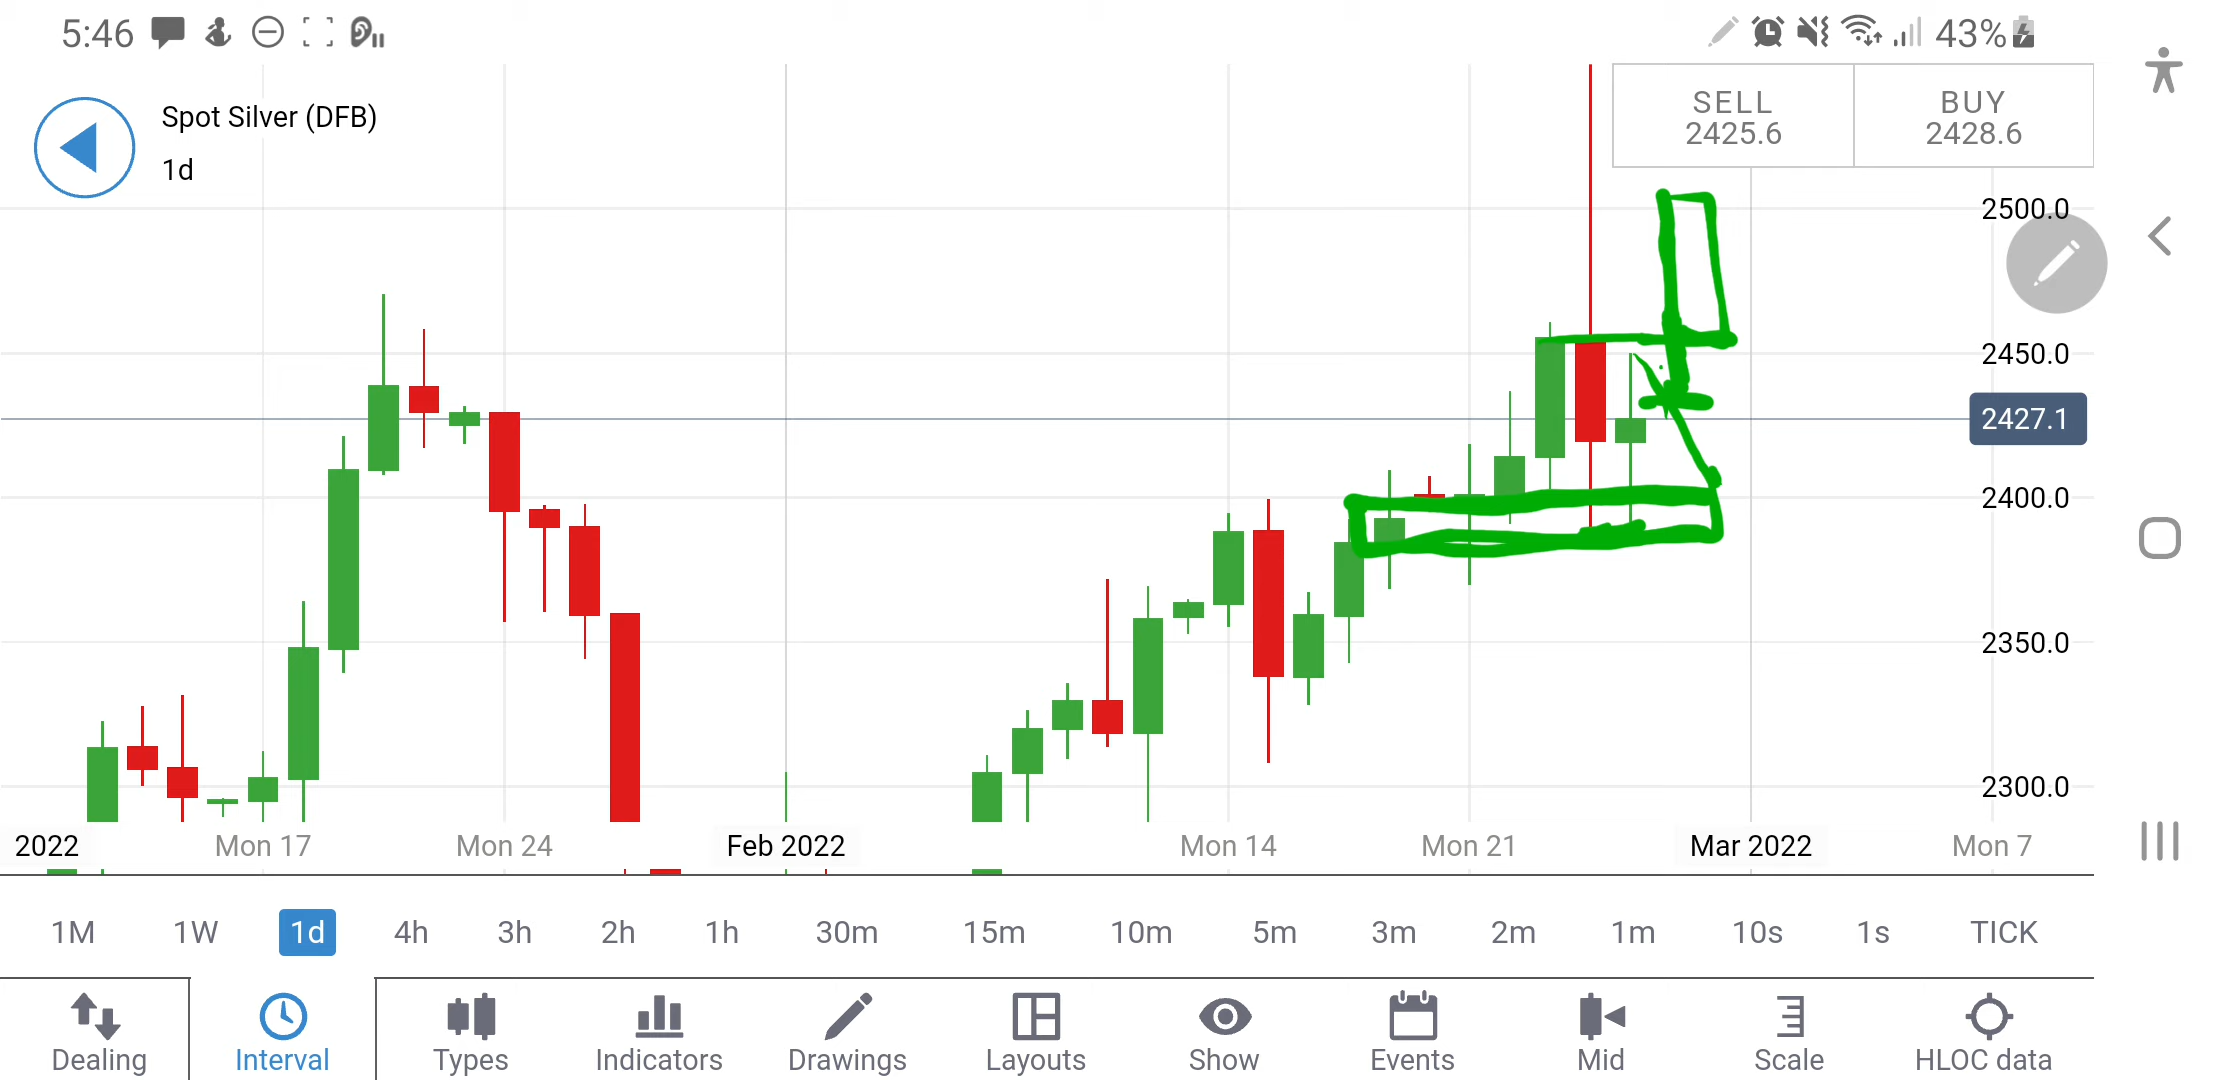 5:46
43%
Spot Silver (DFB)
1d
SELL
2425.6
BUY
2428.6
2500.0
2450.0
2427.1
2400.0
2350.0
2300.0
2022 Mon 17 Mon 24 Feb 2022 Mon 14 Mon 21 Mar 2022 Mon 7
1M 1W 1d 4h 3h 2h 1h 30m 15m 10m 5m 3m 2m 1m 10s 1s TICK
Dealing Interval Types Indicators Drawings Layouts Show Events Mid Scale HLOC data